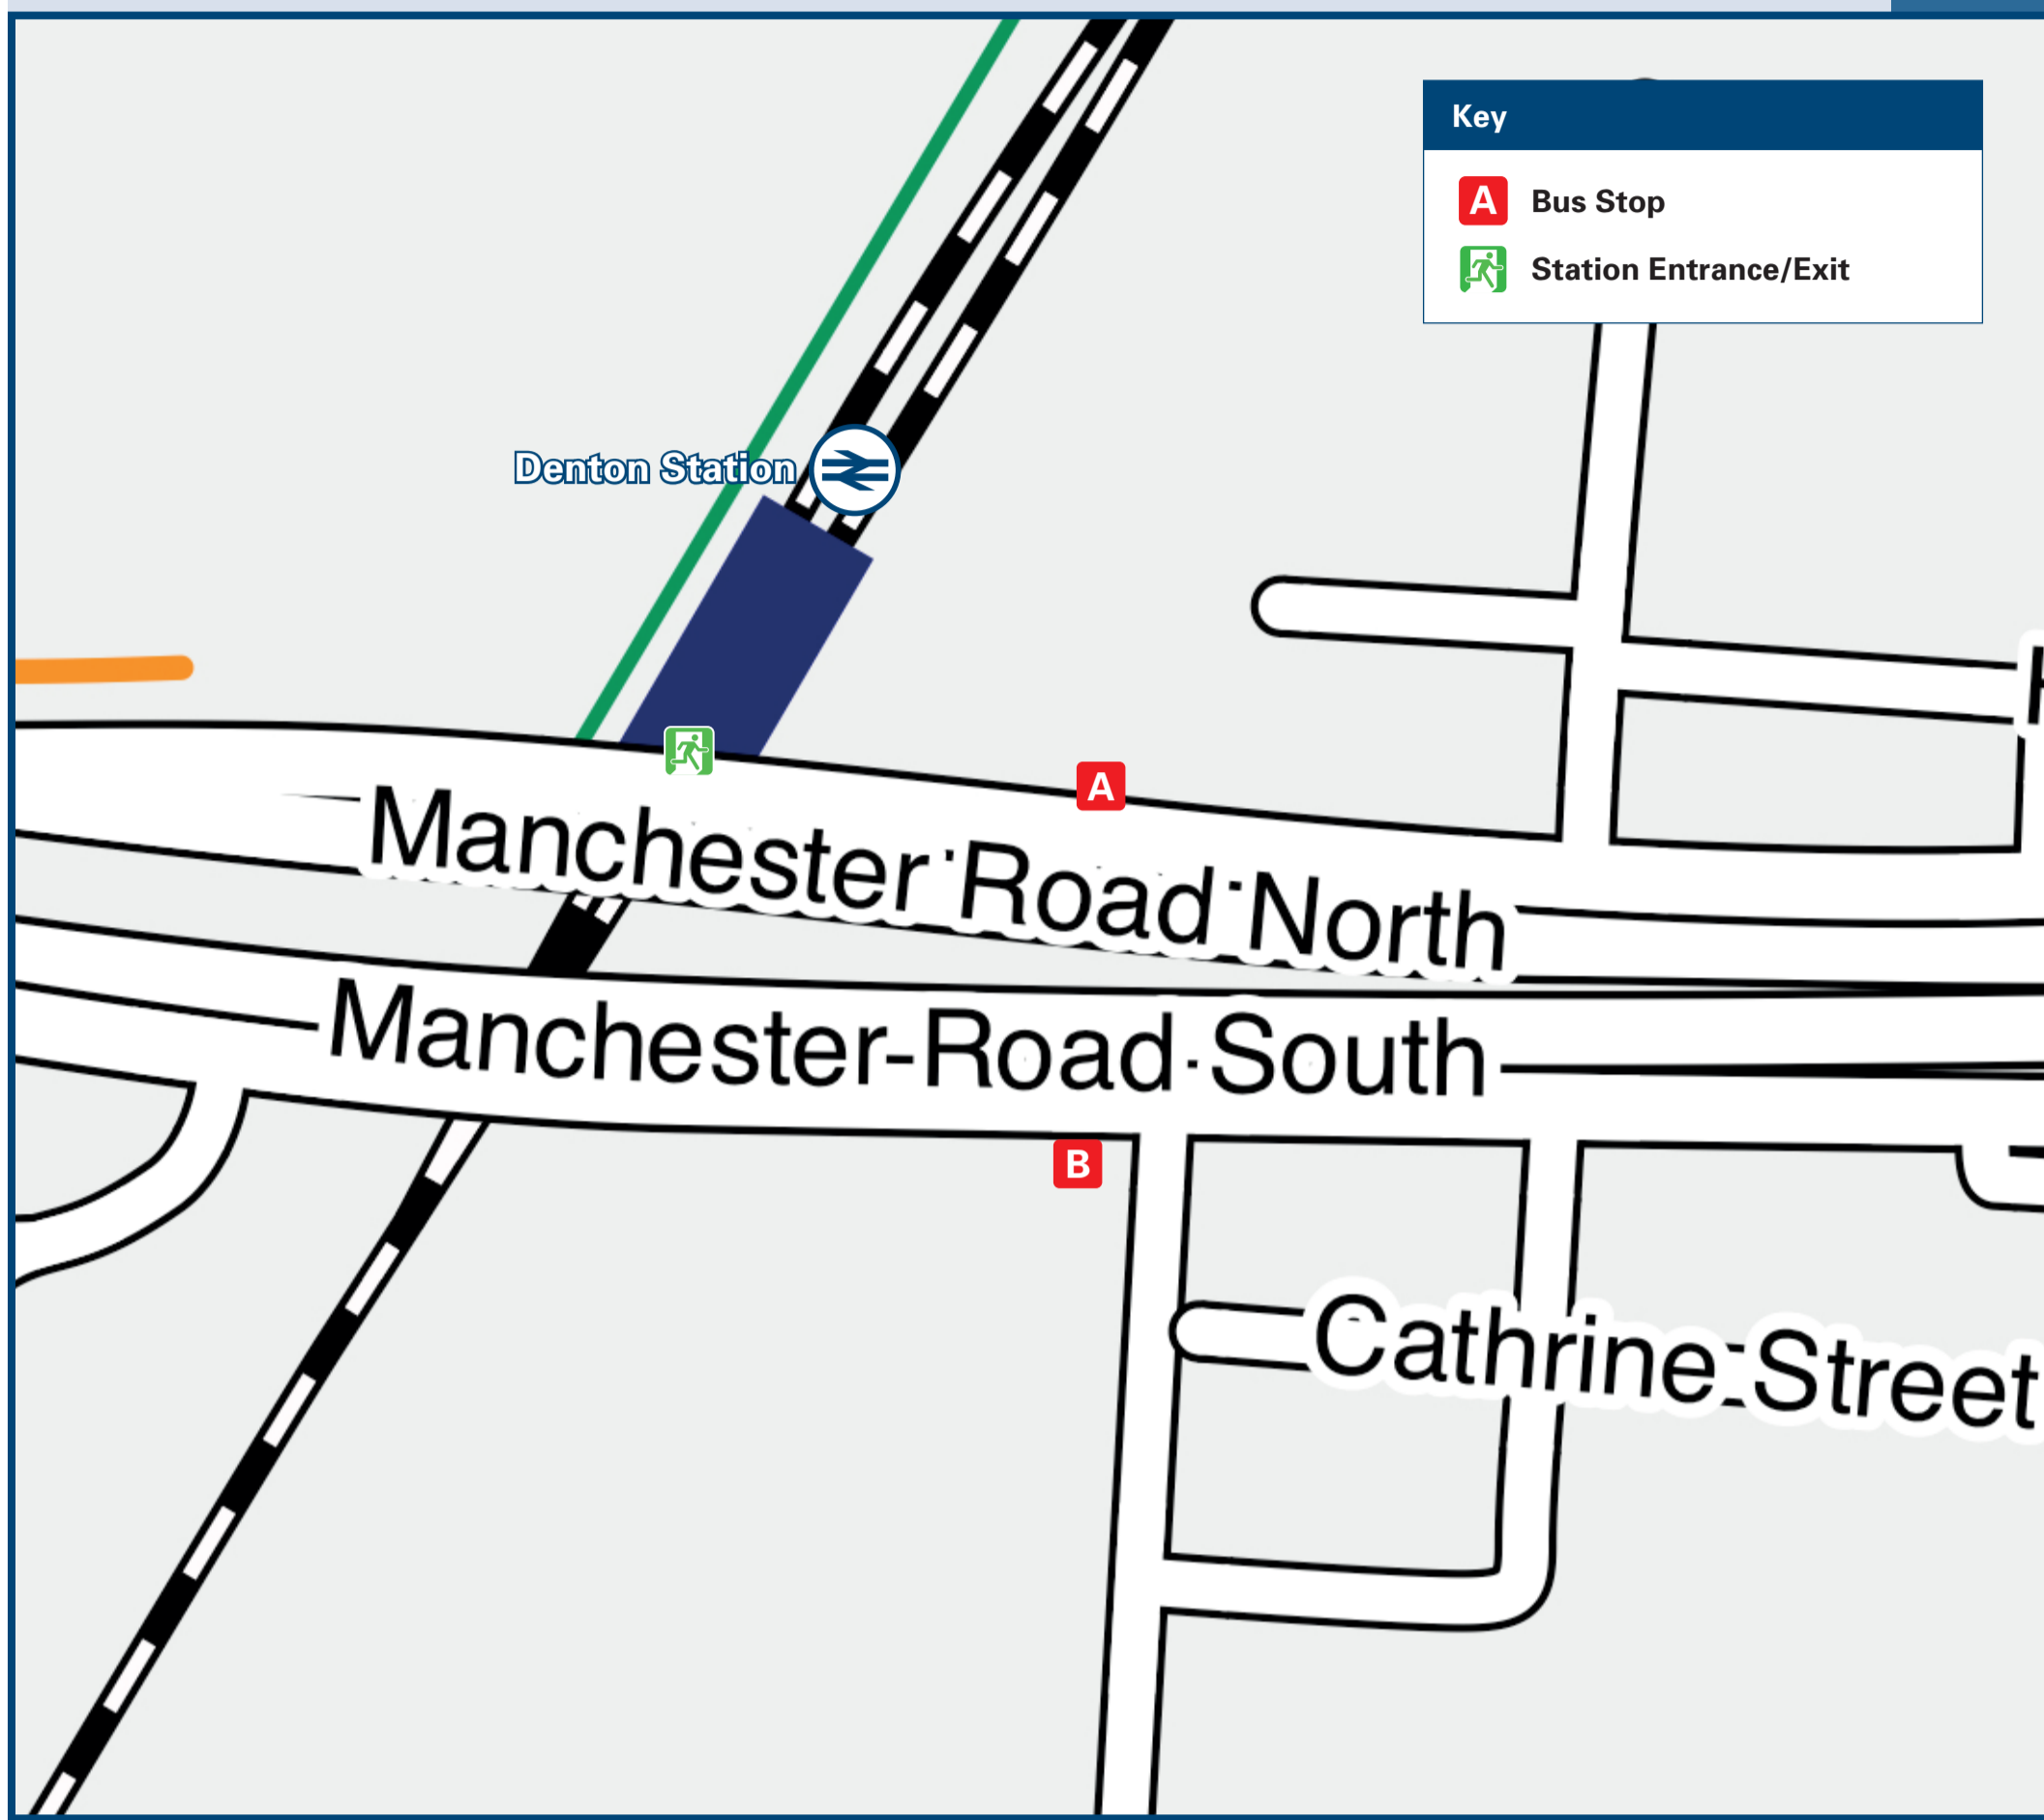 Key
A Bus Stop
Station Entrance/Exit
Denton Station
A
Manchester Road North
Manchester Road South
B
Cathrine Street